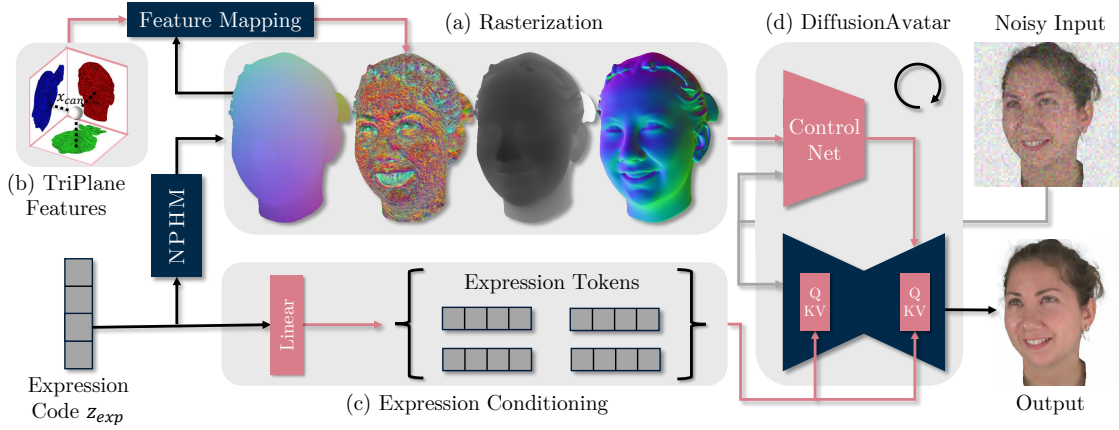 Feature Mapping
(a) Rasterization
(d) DiffusionAvatar
Noisy Input
x_can
(b) TriPlane
Features
NPHM
Control
Net
Expression
Code z_exp
Linear
Expression Tokens
(c) Expression Conditioning
Q
KV
Q
KV
Output